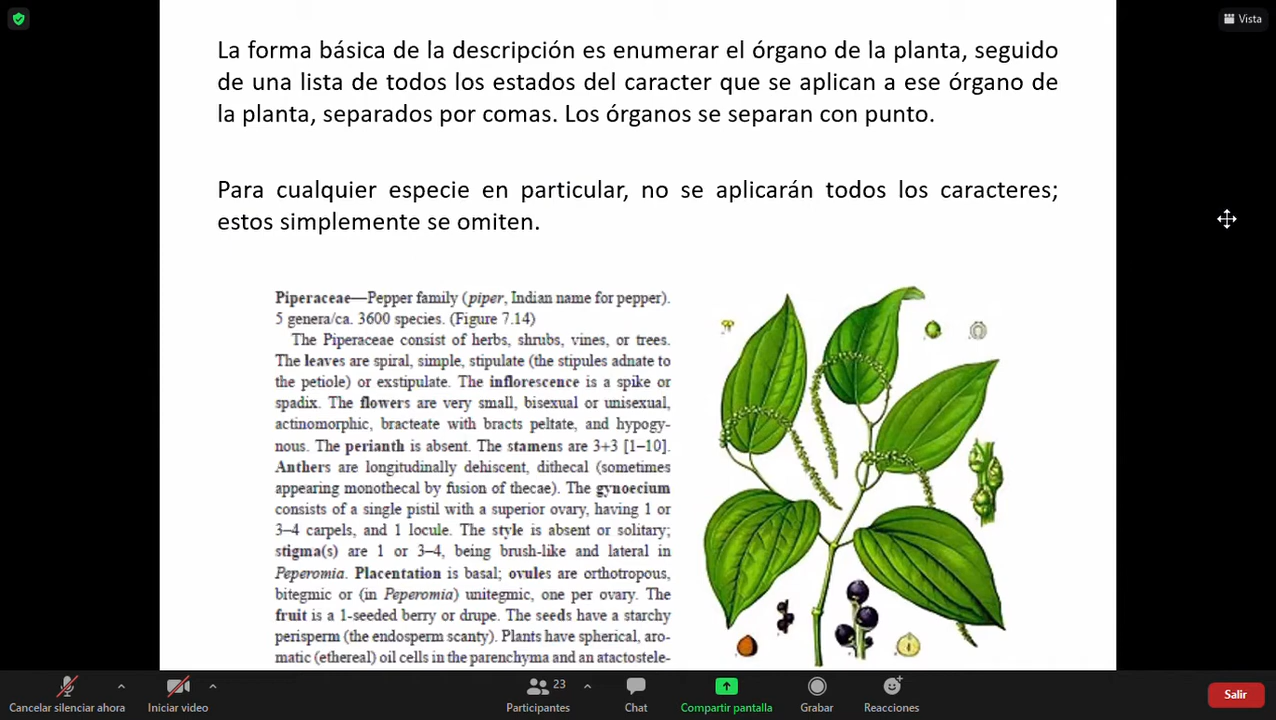 Vista
La forma básica de la descripción es enumerar el órgano de la planta, seguido
de una lista de todos los estados del caracter que se aplican a ese órgano de
la planta, separados por comas. Los órganos se separan con punto.
Para cualquier especie en particular, no se aplicarán todos los caracteres;
estos simplemente se omiten.
Piperaceae—Pepper family (piper, Indian name for pepper).
5 genera/ca. 3600 species. (Figure 7.14)
The Piperaceae consist of herbs, shrubs, vines, or trees.
The leaves are spiral, simple, stipulate (the stipules adnate to
the petiole) or exstipulate. The inflorescence is a spike or
spadix. The flowers are very small, bisexual or unisexual,
actinomorphic, bracteate with bracts peltate, and hypogy-
nous. The perianth is absent. The stamens are 3+3 [1–10].
Anthers are longitudinally dehiscent, dithecal (sometimes
appearing monothecal by fusion of thecae). The gynoecium
consists of a single pistil with a superior ovary, having 1 or
3–4 carpels, and 1 locule. The style is absent or solitary;
stigma(s) are 1 or 3–4, being brush-like and lateral in
Peperomia. Placentation is basal; ovules are orthotropous,
bitegmic or (in Peperomia) unitegmic, one per ovary. The
fruit is a 1-seeded berry or drupe. The seeds have a starchy
perisperm (the endosperm scanty). Plants have spherical, aro-
matic (ethereal) oil cells in the parenchyma and an atactostele-
Cancelar silenciar ahora
Iniciar video
23
Participantes
Chat
Compartir pantalla
Grabar
Reacciones
Salir